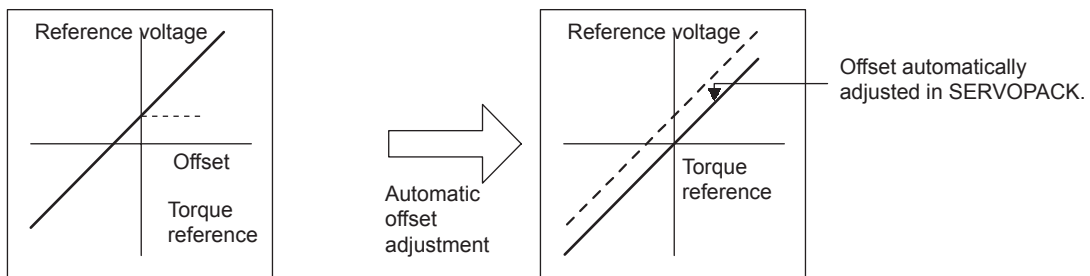 Reference voltage
Offset
Torque
reference
Automatic
offset
adjustment
Reference voltage
Torque
reference
Offset automatically
adjusted in SERVOPACK.